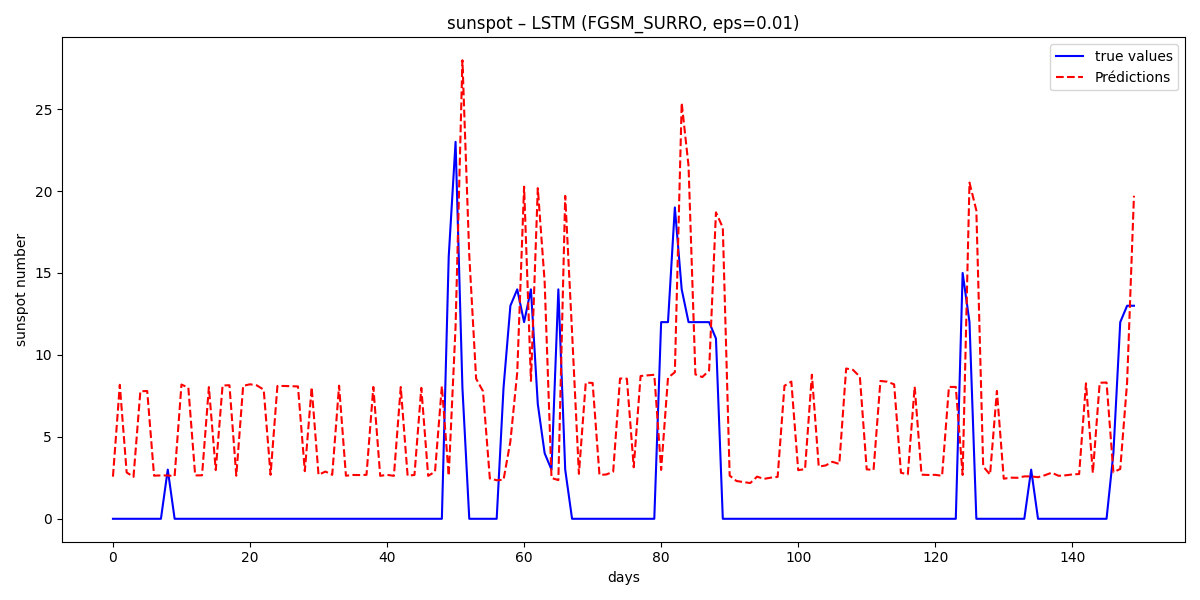 sunspot – LSTM (FGSM_SURRO, eps=0.01)
true values
Prédictions
sunspot number
25
20
15
10
5
0
0 20 40 60 80 100 120 140
days